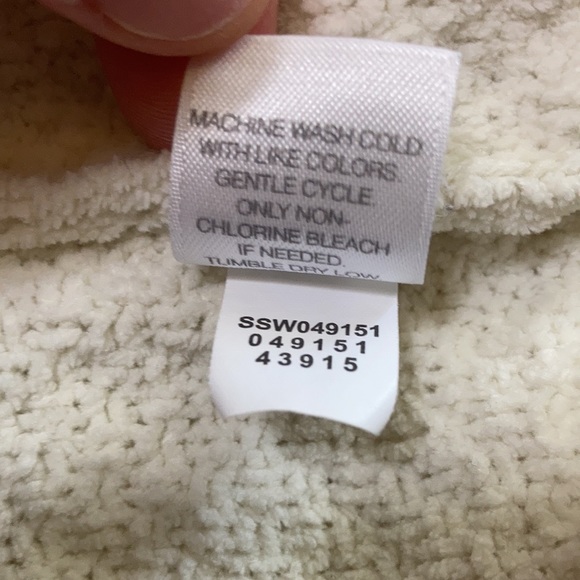 MACHINE WASH COLD
WITH LIKE COLORS.
GENTLE CYCLE
ONLY NON-
CHLORINE BLEACH
IF NEEDED.
TUMBLE DRY LOW
SSW049151
049151
43915